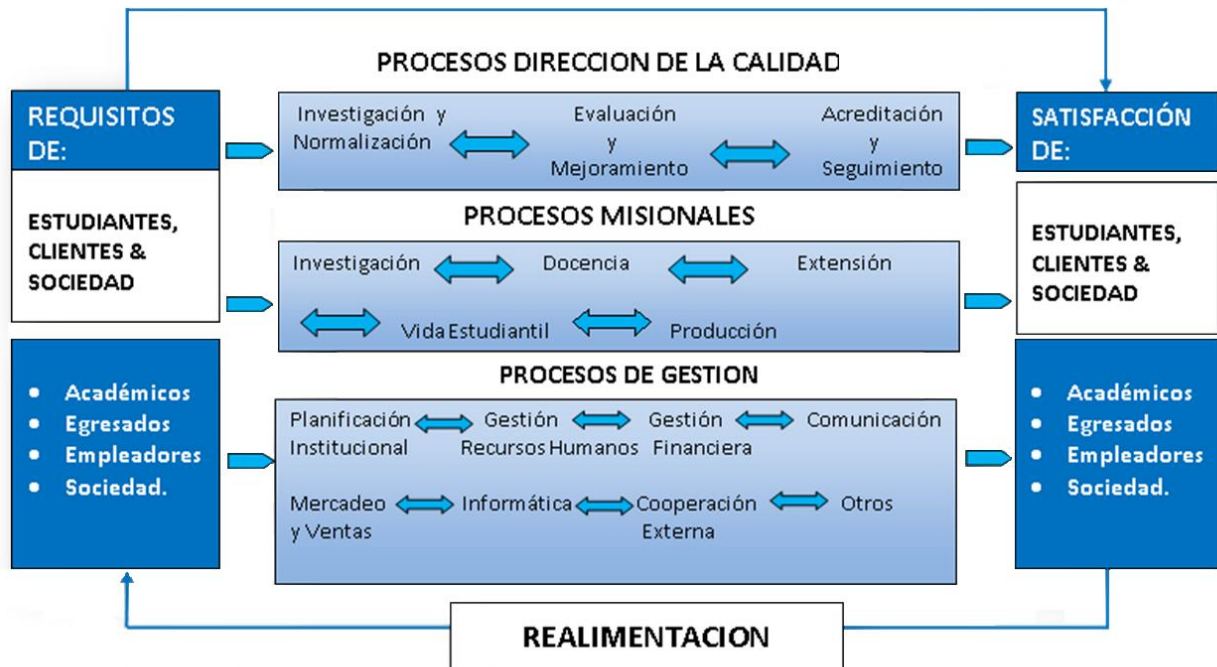 PROCESOS DIRECCION DE LA CALIDAD
REQUISITOS
DE:
ESTUDIANTES,
CLIENTES &
SOCIEDAD
• Académicos
• Egresados
• Empleadores
• Sociedad.
Investigación y
Normalización
Evaluación
y
Mejoramiento
Acreditación
y
Seguimiento
PROCESOS MISIONALES
Investigación
Docencia
Extensión
Vida Estudiantil
Producción
PROCESOS DE GESTION
Planificación
Institucional
Gestión
Recursos Humanos
Gestión
Financiera
Comunicación
Mercadeo
y Ventas
Informática
Cooperación
Externa
Otros
SATISFACCIÓN
DE:
ESTUDIANTES,
CLIENTES &
SOCIEDAD
• Académicos
• Egresados
• Empleadores
• Sociedad.
REALIMENTACION